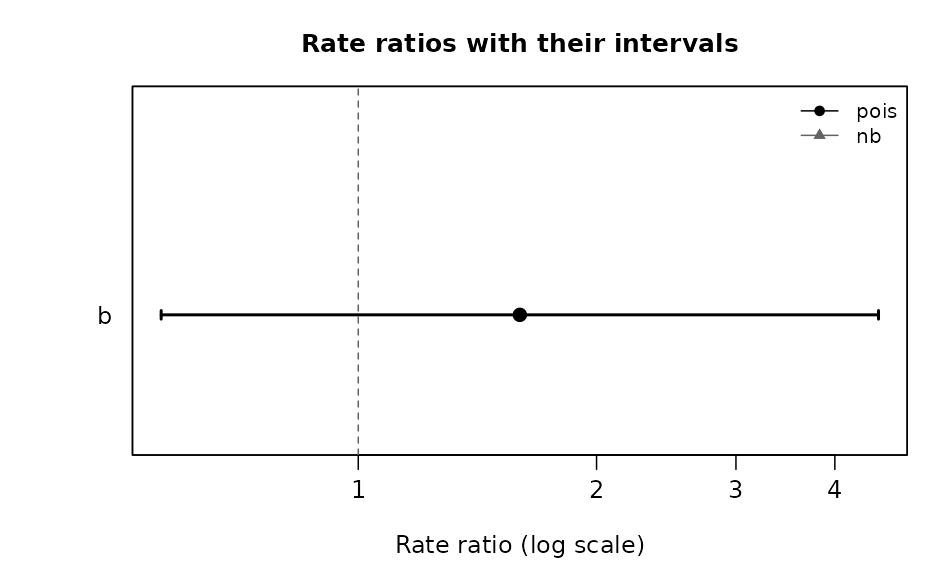 Rate ratios with their intervals
pois
nb
b
1 2 3 4
Rate ratio (log scale)